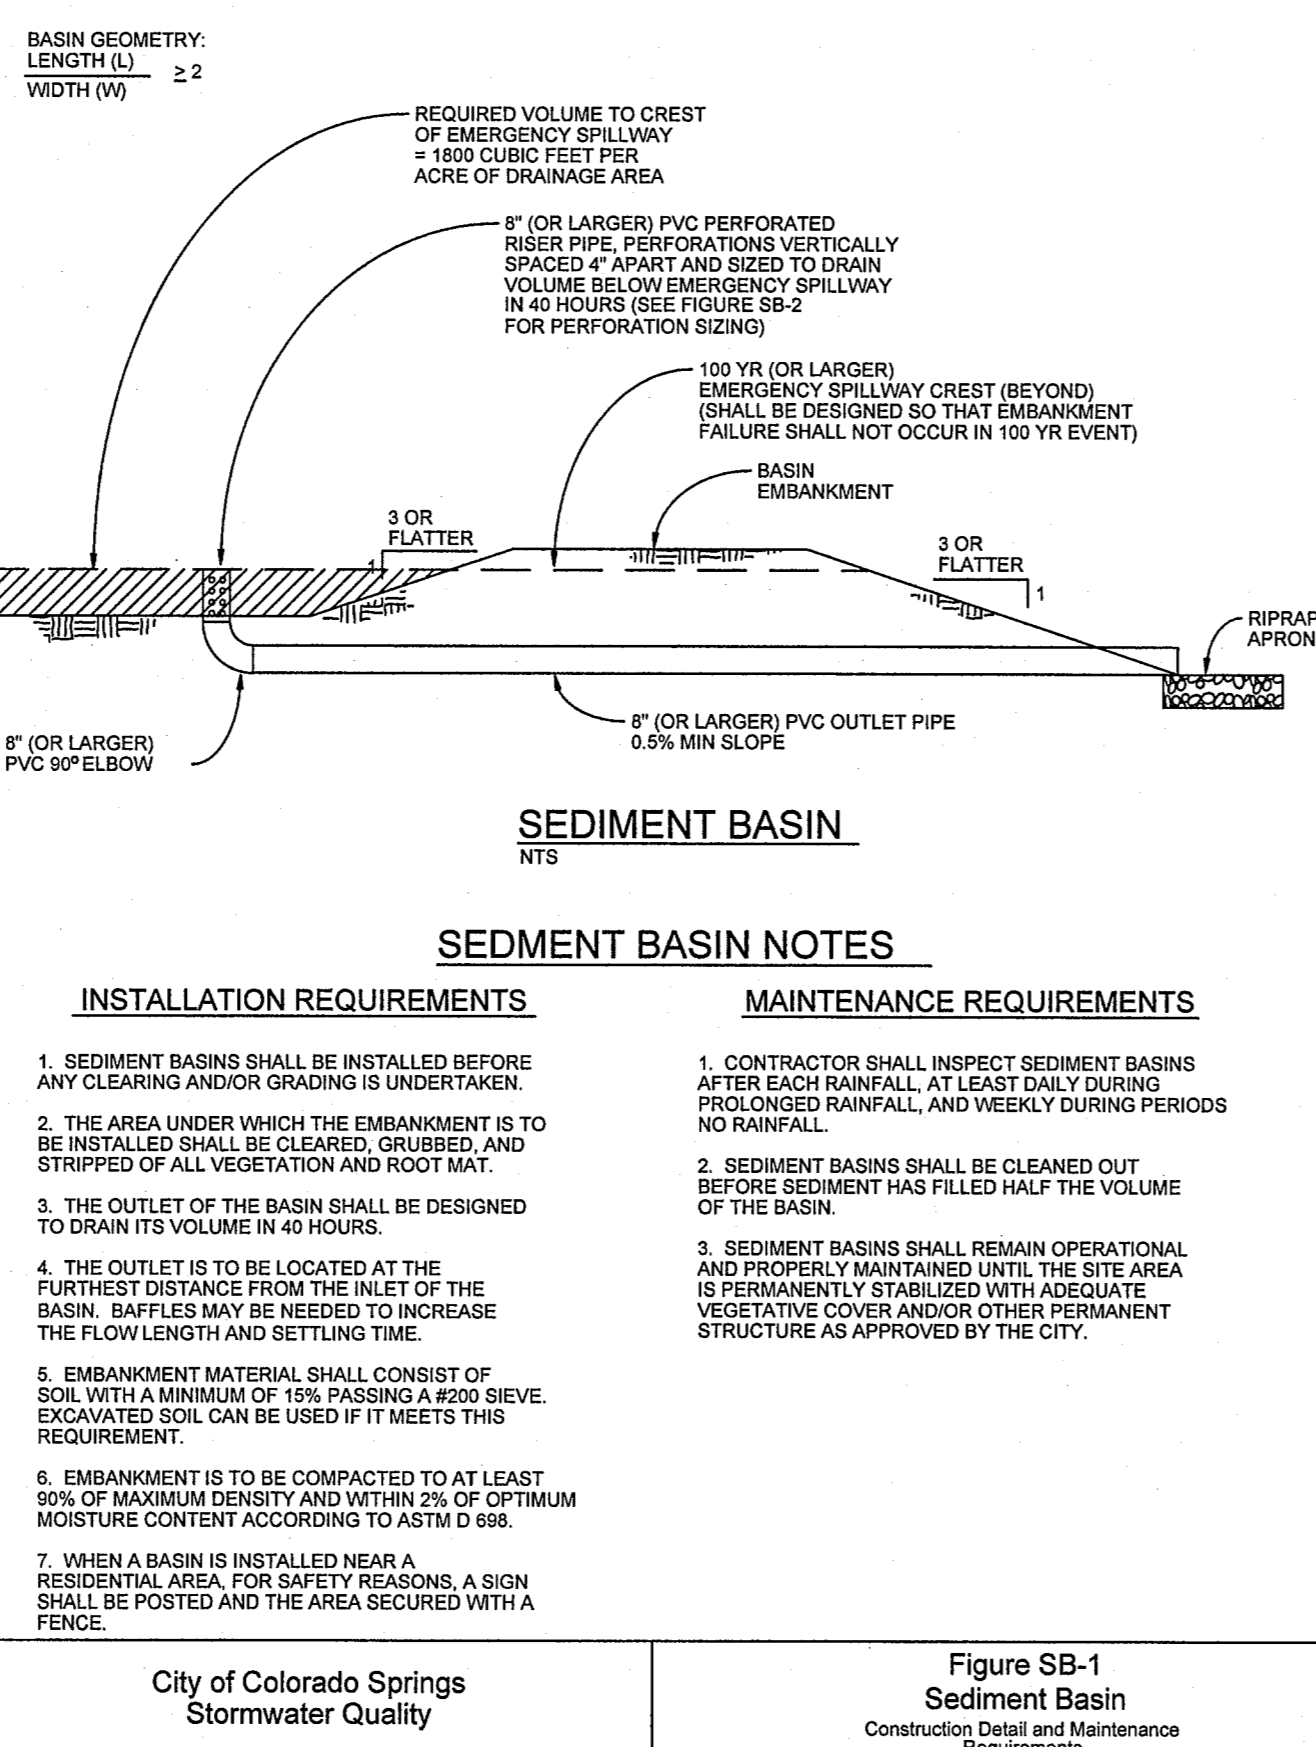 BASIN GEOMETRY:
LENGTH (L)
≥ 2
WIDTH (W)
REQUIRED VOLUME TO CREST
OF EMERGENCY SPILLWAY
= 1800 CUBIC FEET PER
ACRE OF DRAINAGE AREA
8" (OR LARGER) PVC PERFORATED
RISER PIPE, PERFORATIONS VERTICALLY
SPACED 4" APART AND SIZED TO DRAIN
VOLUME BELOW EMERGENCY SPILLWAY
IN 40 HOURS (SEE FIGURE SB-2
FOR PERFORATION SIZING)
100 YR (OR LARGER)
EMERGENCY SPILLWAY CREST (BEYOND)
(SHALL BE DESIGNED SO THAT EMBANKMENT
FAILURE SHALL NOT OCCUR IN 100 YR EVENT)
BASIN
EMBANKMENT
3 OR
FLATTER
1
3 OR
FLATTER
1
RIPRAP
APRON
8" (OR LARGER)
PVC 90º ELBOW
8" (OR LARGER) PVC OUTLET PIPE
0.5% MIN SLOPE
SEDIMENT BASIN
NTS
SEDMENT BASIN NOTES
INSTALLATION REQUIREMENTS
1. SEDIMENT BASINS SHALL BE INSTALLED BEFORE
ANY CLEARING AND/OR GRADING IS UNDERTAKEN.
2. THE AREA UNDER WHICH THE EMBANKMENT IS TO
BE INSTALLED SHALL BE CLEARED, GRUBBED, AND
STRIPPED OF ALL VEGETATION AND ROOT MAT.
3. THE OUTLET OF THE BASIN SHALL BE DESIGNED
TO DRAIN ITS VOLUME IN 40 HOURS.
4. THE OUTLET IS TO BE LOCATED AT THE
FURTHEST DISTANCE FROM THE INLET OF THE
BASIN. BAFFLES MAY BE NEEDED TO INCREASE
THE FLOW LENGTH AND SETTLING TIME.
5. EMBANKMENT MATERIAL SHALL CONSIST OF
SOIL WITH A MINIMUM OF 15% PASSING A #200 SIEVE.
EXCAVATED SOIL CAN BE USED IF IT MEETS THIS
REQUIREMENT.
6. EMBANKMENT IS TO BE COMPACTED TO AT LEAST
90% OF MAXIMUM DENSITY AND WITHIN 2% OF OPTIMUM
MOISTURE CONTENT ACCORDING TO ASTM D 698.
7. WHEN A BASIN IS INSTALLED NEAR A
RESIDENTIAL AREA, FOR SAFETY REASONS, A SIGN
SHALL BE POSTED AND THE AREA SECURED WITH A
FENCE.
MAINTENANCE REQUIREMENTS
1. CONTRACTOR SHALL INSPECT SEDIMENT BASINS
AFTER EACH RAINFALL, AT LEAST DAILY DURING
PROLONGED RAINFALL, AND WEEKLY DURING PERIODS
NO RAINFALL.
2. SEDIMENT BASINS SHALL BE CLEANED OUT
BEFORE SEDIMENT HAS FILLED HALF THE VOLUME
OF THE BASIN.
3. SEDIMENT BASINS SHALL REMAIN OPERATIONAL
AND PROPERLY MAINTAINED UNTIL THE SITE AREA
IS PERMANENTLY STABILIZED WITH ADEQUATE
VEGETATIVE COVER AND/OR OTHER PERMANENT
STRUCTURE AS APPROVED BY THE CITY.
City of Colorado Springs
Stormwater Quality
Figure SB-1
Sediment Basin
Construction Detail and Maintenance
Requirements